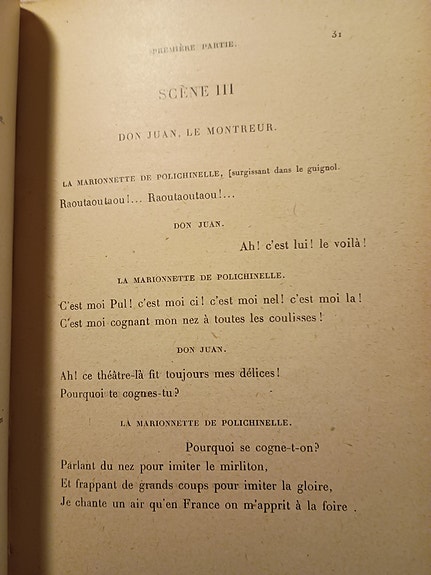 PREMIÈRE PARTIE.
31
SCÈNE III
DON JUAN, LE MONTREUR.
LA MARIONNETTE DE POLICHINELLE, [surgissant dans le guignol.
Raoutaoutaou!... Raoutaoutaou!...
DON JUAN.
Ah! c'est lui! le voilà!
LA MARIONNETTE DE POLICHINELLE.
C'est moi Pul! c'est moi ci! c'est moi nel! c'est moi la!
C'est moi cognant mon nez à toutes les coulisses!
DON JUAN.
Ah! ce théâtre-là fit toujours mes délices!
Pourquoi te cognes-tu?
LA MARIONNETTE DE POLICHINELLE.
Pourquoi se cogne-t-on?
Parlant du nez pour imiter le mirliton,
Et frappant de grands coups pour imiter la gloire,
Je chante un air qu'en France on m'apprit à la foire.